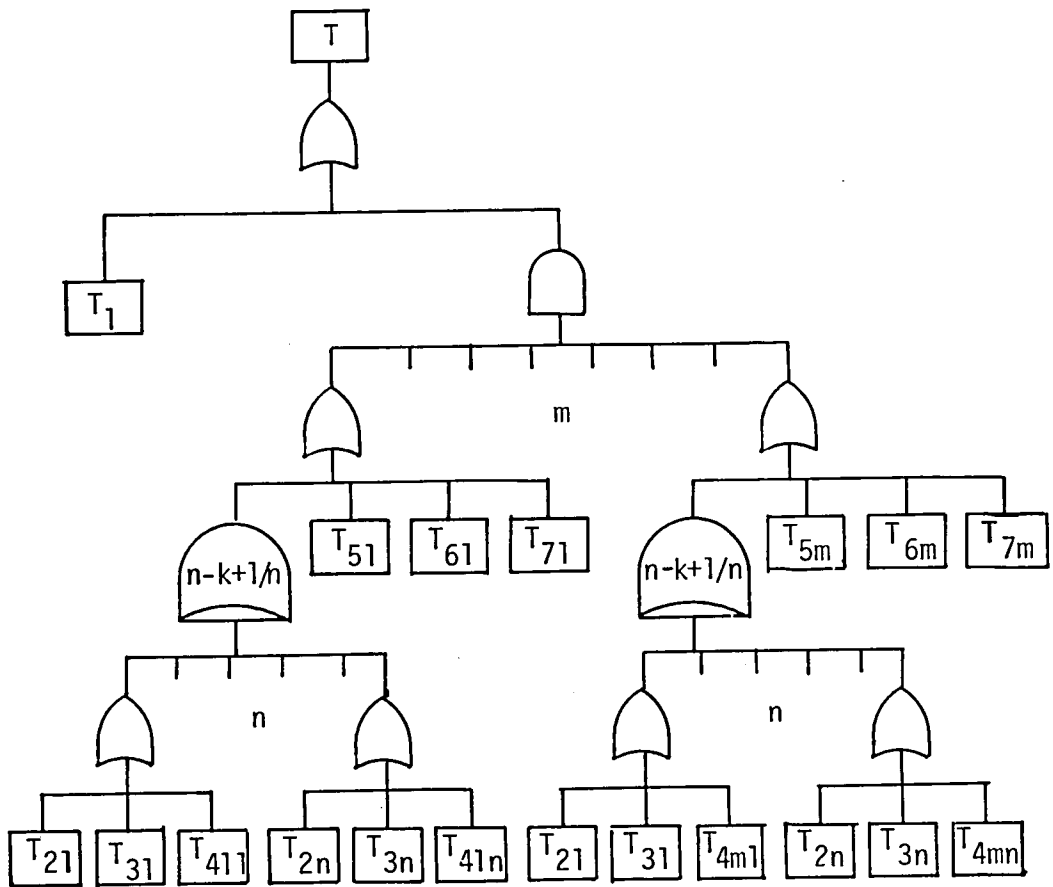 T
T1
m
T51 T61 T71 T5m T6m T7m
n-k+1/n n-k+1/n
n n
T21 T31 T411 T2n T3n T41n T21 T31 T4m1 T2n T3n T4mn